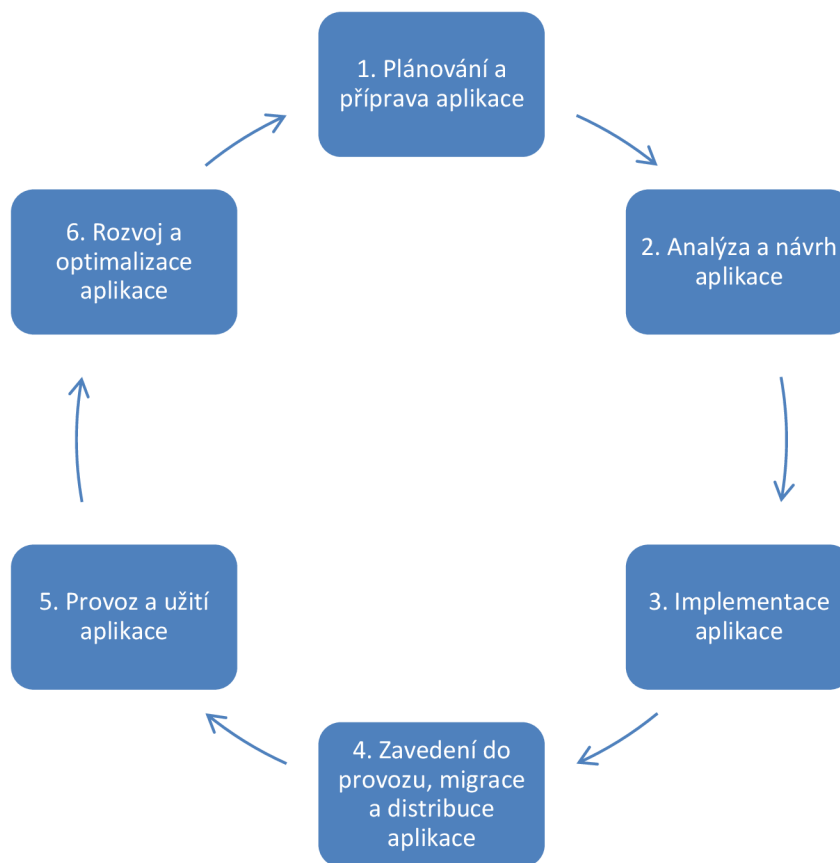 1. Plánování a
příprava aplikace
2. Analýza a návrh
aplikace
3. Implementace
aplikace
4. Zavedení do
provozu, migrace
a distribuce
aplikace
5. Provoz a užití
aplikace
6. Rozvoj a
optimalizace
aplikace